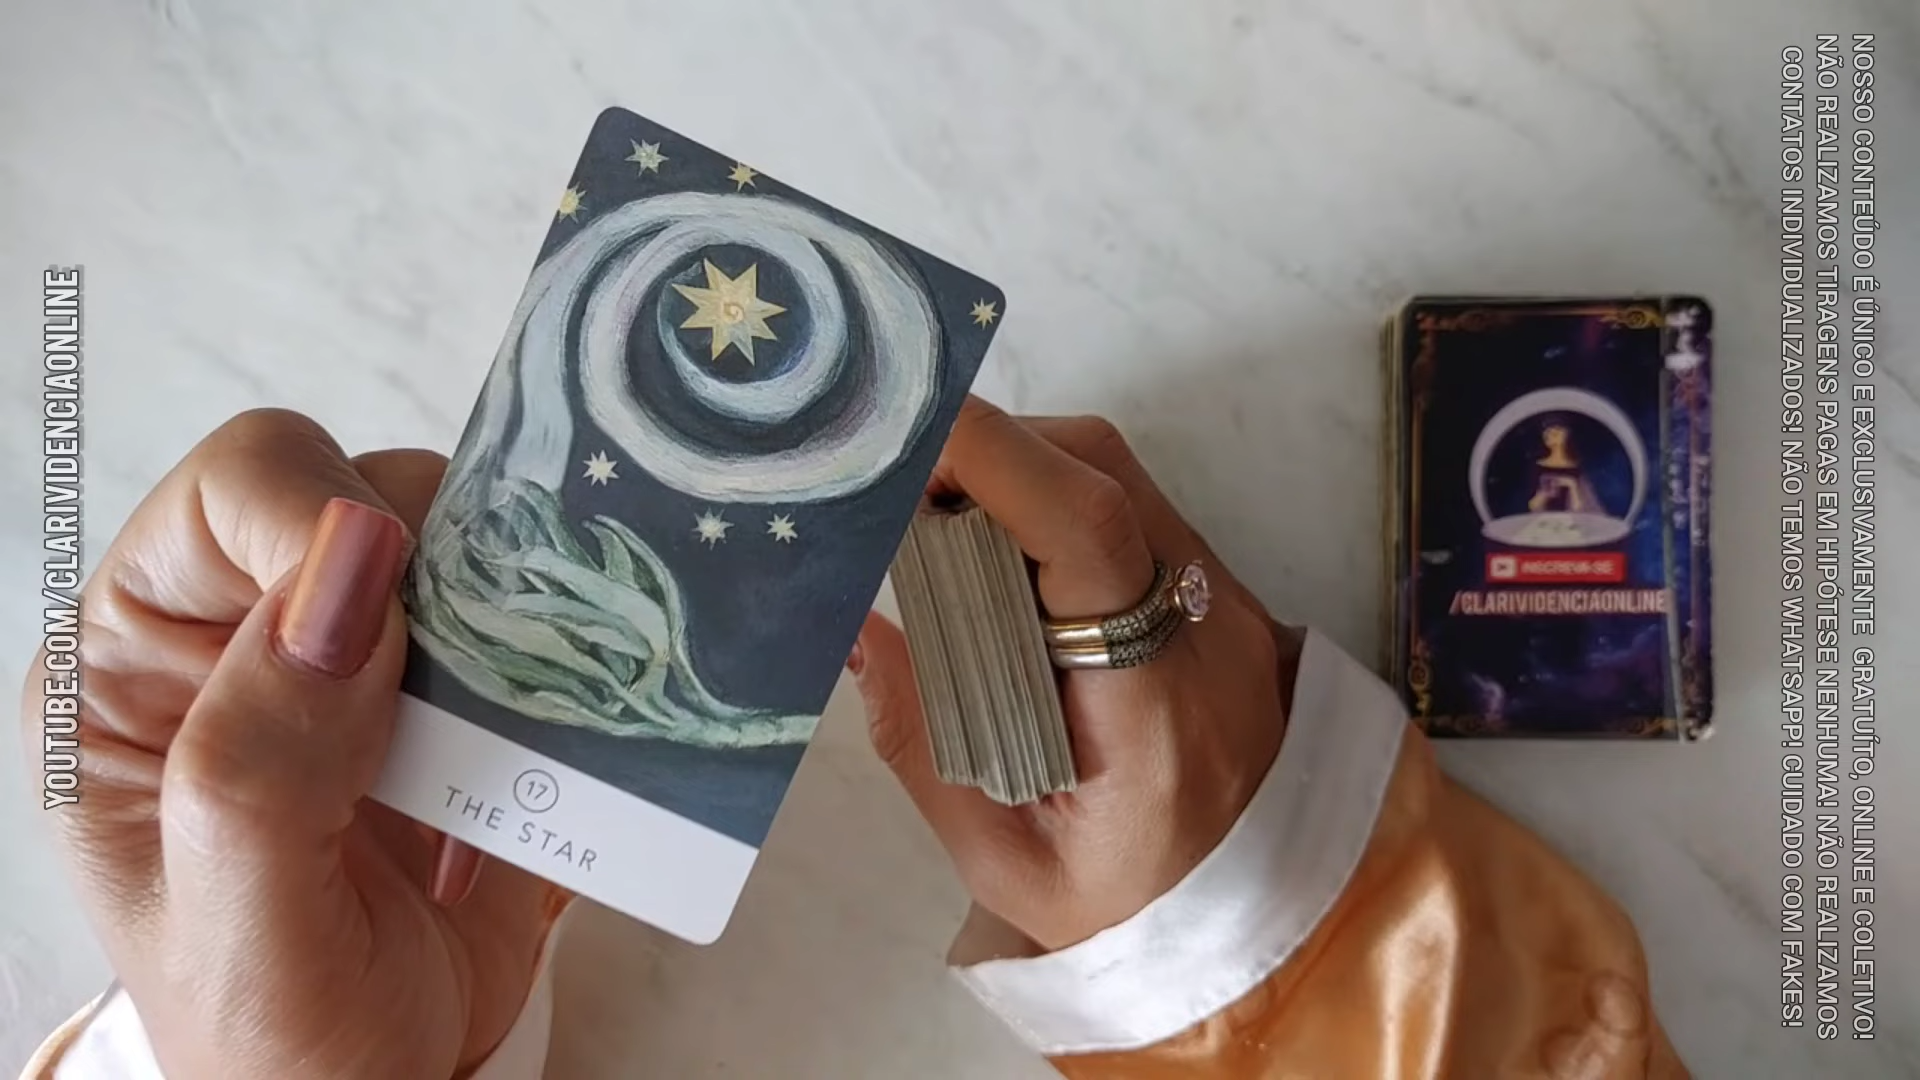 YOUTUBE.COM/CLARIVIDENCIAONLINE
17
THE STAR
INSCREVA-SE
/CLARIVIDENCIAONLINE
NOSSO CONTEÚDO É ÚNICO E EXCLUSIVAMENTE GRATUÍTO, ONLINE E COLETIVO!
NÃO REALIZAMOS TIRAGENS PAGAS EM HIPÓTESE NENHUMA! NÃO REALIZAMOS
CONTATOS INDIVIDUALIZADOS! NÃO TEMOS WHATSAPP! CUIDADO COM FAKES!